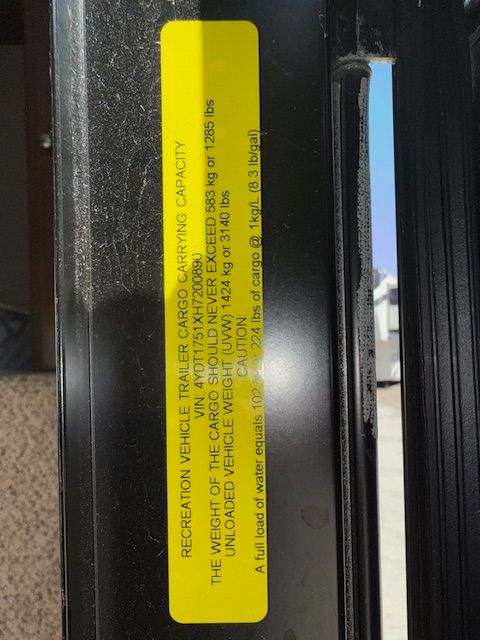 RECREATION VEHICLE TRAILER CARGO CARRYING CAPACITY
VIN: 4YDT1751XH7200890
THE WEIGHT OF THE CARGO SHOULD NEVER EXCEED 583 kg or 1285 lbs
UNLOADED VEHICLE WEIGHT (UVW) 1424 kg or 3140 lbs
CAUTION:
A full load of water equals 102 224 lbs of cargo @ 1kg/L (8.3 lb/gal)